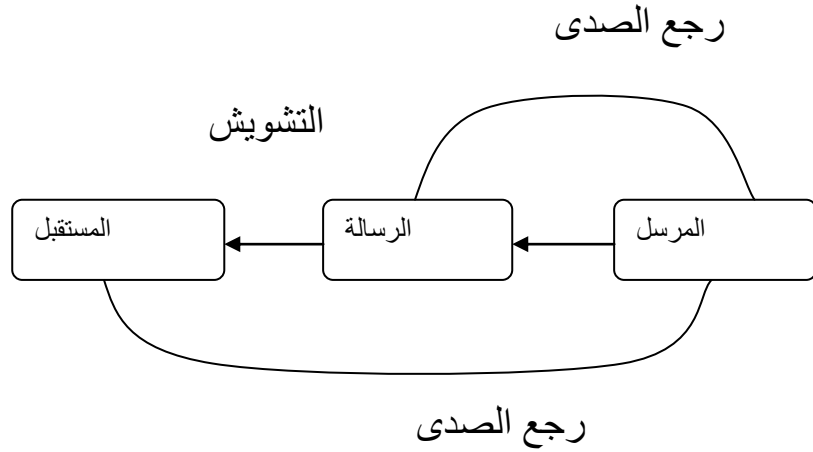 رجع الصدى
التشويش
المرسل
الرسالة
المستقبل
رجع الصدى